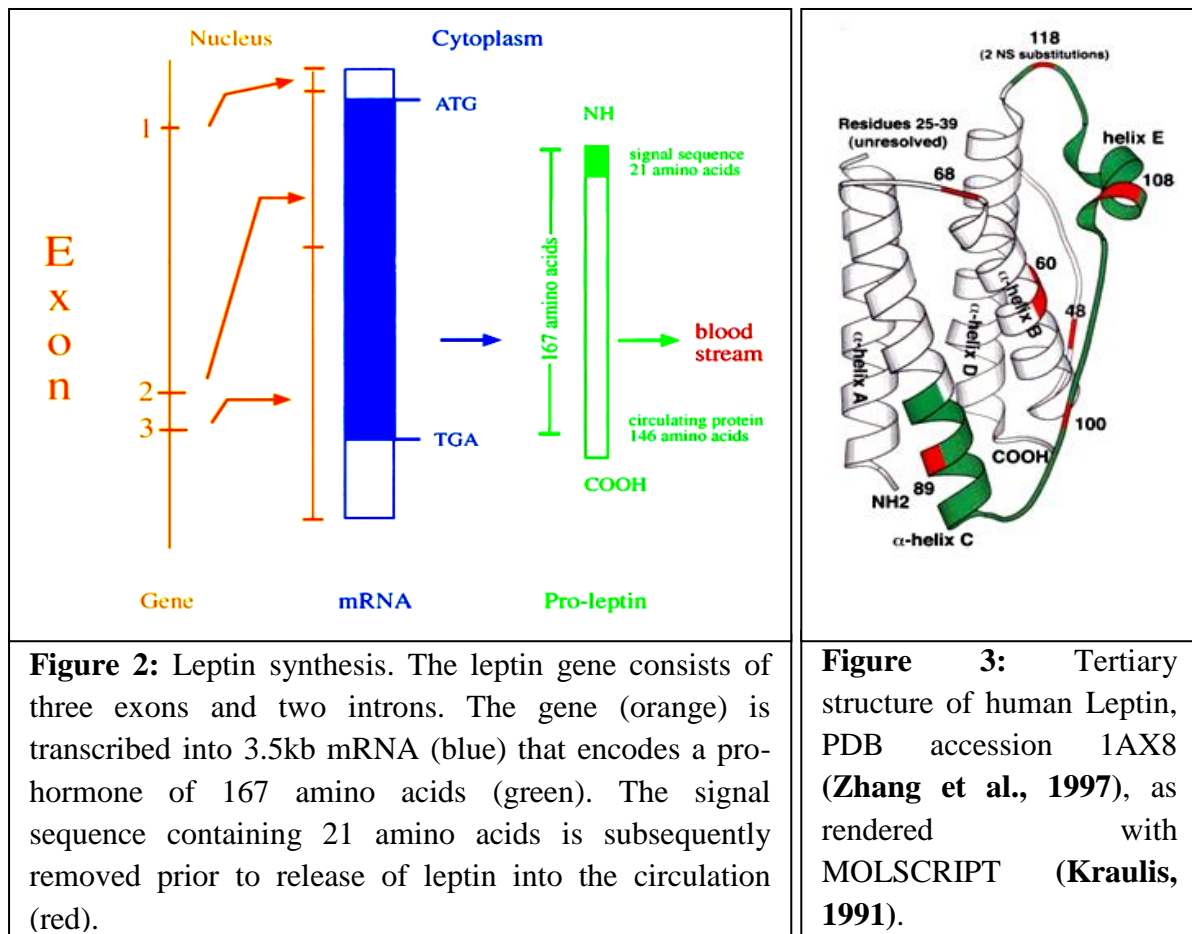 Nucleus
Cytoplasm
Exon
1
2
3
ATG
TGA
NH
signal sequence
21 amino acids
167 amino acids
blood
stream
circulating protein
146 amino acids
COOH
Gene
mRNA
Pro-leptin
Figure 2: Leptin synthesis. The leptin gene consists of
three exons and two introns. The gene (orange) is
transcribed into 3.5kb mRNA (blue) that encodes a pro-
hormone of 167 amino acids (green). The signal
sequence containing 21 amino acids is subsequently
removed prior to release of leptin into the circulation
(red).
118
(2 NS substitutions)
Residues 25-39
(unresolved)
helix E
68
108
60
α-helix B
48
α-helix D
α-helix A
100
COOH
NH2
89
α-helix C
Figure 3: Tertiary
structure of human Leptin,
PDB accession 1AX8
(Zhang et al., 1997), as
rendered with
MOLSCRIPT (Kraulis,
1991).